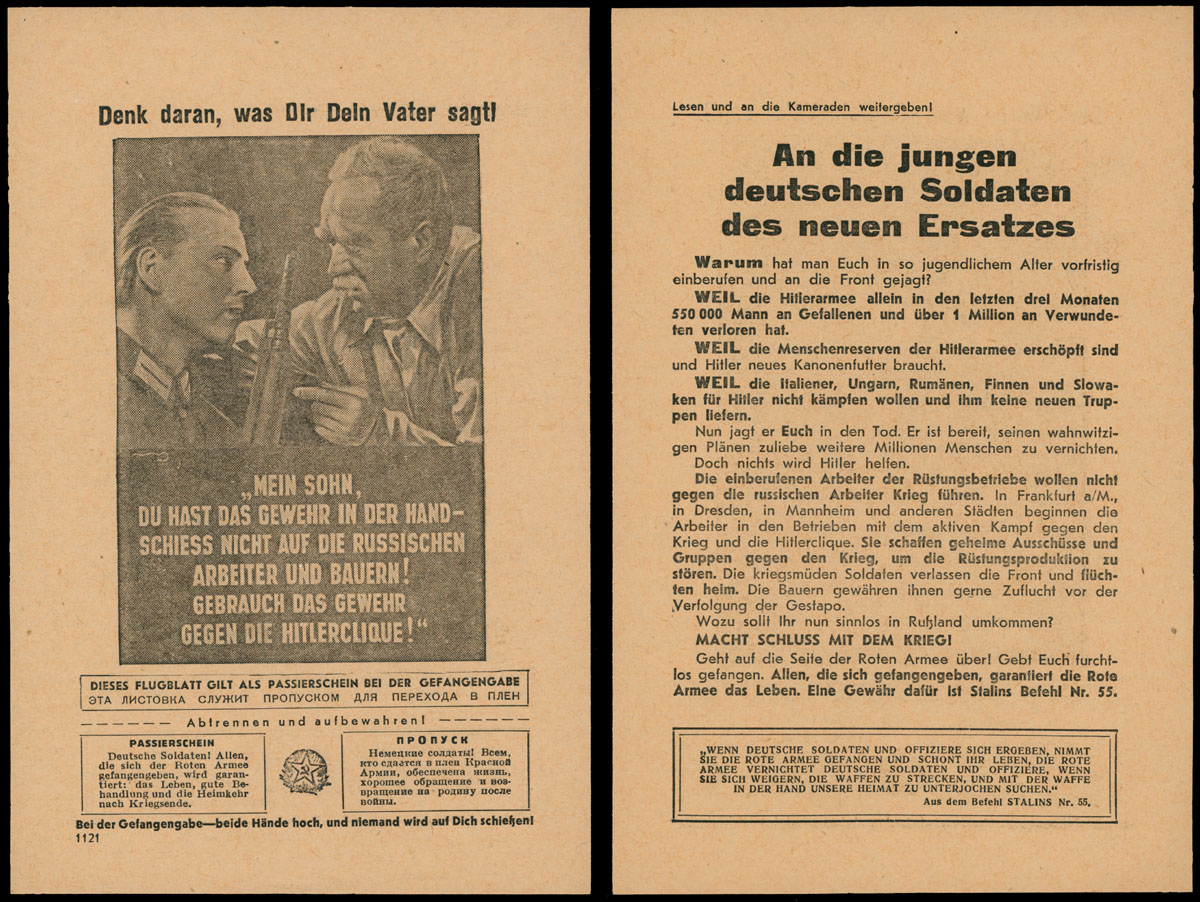 Denk daran, was Dir Dein Vater sagt!
„MEIN SOHN,
DU HAST DAS GEWEHR IN DER HAND–
SCHIESS NICHT AUF DIE RUSSISCHEN
ARBEITER UND BAUERN!
GEBRAUCH DAS GEWEHR
GEGEN DIE HITLERCLIQUE!“
DIESES FLUGBLATT GILT ALS PASSIERSCHEIN BEI DER GEFANGENGABE
ЭТА ЛИСТОВКА СЛУЖИТ ПРОПУСКОМ ДЛЯ ПЕРЕХОДА В ПЛЕН
Abtrennen und aufbewahren!
PASSIERSCHEIN
Deutsche Soldaten! Allen,
die sich der Roten Armee
gefangengeben, wird garan-
tiert: das Leben, gute Be-
handlung und die Heimkehr
nach Kriegsende.
ПРОПУСК
Немецкие солдаты! Всем,
кто сдается в плен Красной
Армии, обеспечена жизнь,
хорошее обращение и воз-
вращение на родину после
войны.
Bei der Gefangengabe—beide Hände hoch, und niemand wird auf Dich schießen!
1121
Lesen und an die Kameraden weitergeben!
An die jungen
deutschen Soldaten
des neuen Ersatzes
Warum hat man Euch in so jugendlichem Alter vorfristig
einberufen und an die Front gejagt?
WEIL die Hitlerarmee allein in den letzten drei Monaten
550 000 Mann an Gefallenen und über 1 Million an Verwunde-
ten verloren hat.
WEIL die Menschenreserven der Hitlerarmee erschöpft sind
und Hitler neues Kanonenfutter braucht.
WEIL die Italiener, Ungarn, Rumänen, Finnen und Slowa-
ken für Hitler nicht kämpfen wollen und ihm keine neuen Trup-
pen liefern.
Nun jagt er Euch in den Tod. Er ist bereit, seinen wahnwitzi-
gen Plänen zuliebe weitere Millionen Menschen zu vernichten.
Doch nichts wird Hitler helfen.
Die einberufenen Arbeiter der Rüstungsbetriebe wollen nicht
gegen die russischen Arbeiter Krieg führen. In Frankfurt a/M.,
in Dresden, in Mannheim und anderen Städten beginnen die
Arbeiter in den Betrieben mit dem aktiven Kampf gegen den
Krieg und die Hitlerclique. Sie schaffen geheime Ausschüsse und
Gruppen gegen den Krieg, um die Rüstungsproduktion zu
stören. Die kriegsmüden Soldaten verlassen die Front und flüch-
ten heim. Die Bauern gewähren ihnen gerne Zuflucht vor der
Verfolgung der Gestapo.
Wozu sollt Ihr nun sinnlos in Rußland umkommen?
MACHT SCHLUSS MIT DEM KRIEG!
Geht auf die Seite der Roten Armee über! Gebt Euch furcht-
los gefangen. Allen, die sich gefangengeben, garantiert die Rote
Armee das Leben. Eine Gewähr dafür ist Stalins Befehl Nr. 55.
„WENN DEUTSCHE SOLDATEN UND OFFIZIERE SICH ERGEBEN, NIMMT
SIE DIE ROTE ARMEE GEFANGEN UND SCHONT IHR LEBEN, DIE ROTE
ARMEE VERNICHTET DEUTSCHE SOLDATEN UND OFFIZIERE, WENN
SIE SICH WEIGERN, DIE WAFFEN ZU STRECKEN, UND MIT DER WAFFE
IN DER HAND UNSERE HEIMAT ZU UNTERJOCHEN SUCHEN.“
Aus dem Befehl STALINS Nr. 55.